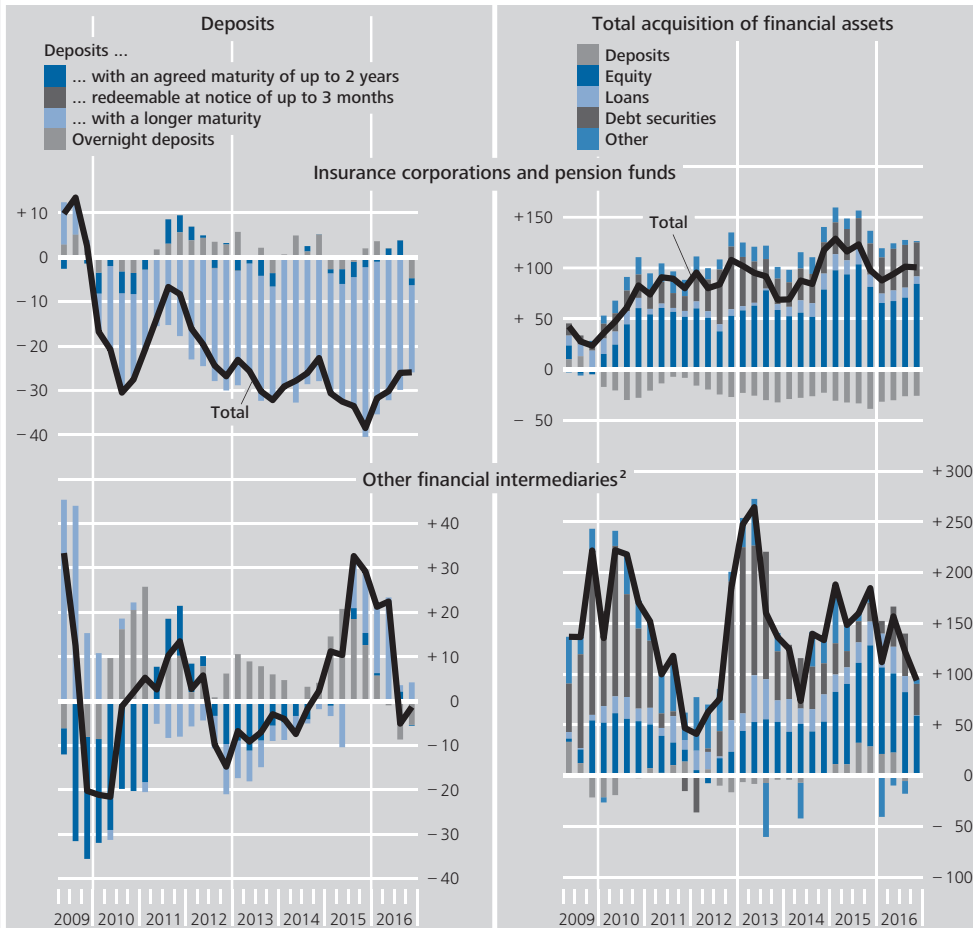 Deposits
Deposits ...
... with an agreed maturity of up to 2 years
... redeemable at notice of up to 3 months
... with a longer maturity
Overnight deposits
Total acquisition of financial assets
Deposits
Equity
Loans
Debt securities
Other
Insurance corporations and pension funds
+ 10
0
− 10
− 20
− 30
− 40
Total
+ 150
+ 100
+ 50
0
− 50
Total
Other financial intermediaries²
+ 40
+ 30
+ 20
+ 10
0
− 10
− 20
− 30
− 40
+ 300
+ 250
+ 200
+ 150
+ 100
+ 50
0
− 50
− 100
2009 2010 2011 2012 2013 2014 2015 2016
2009 2010 2011 2012 2013 2014 2015 2016